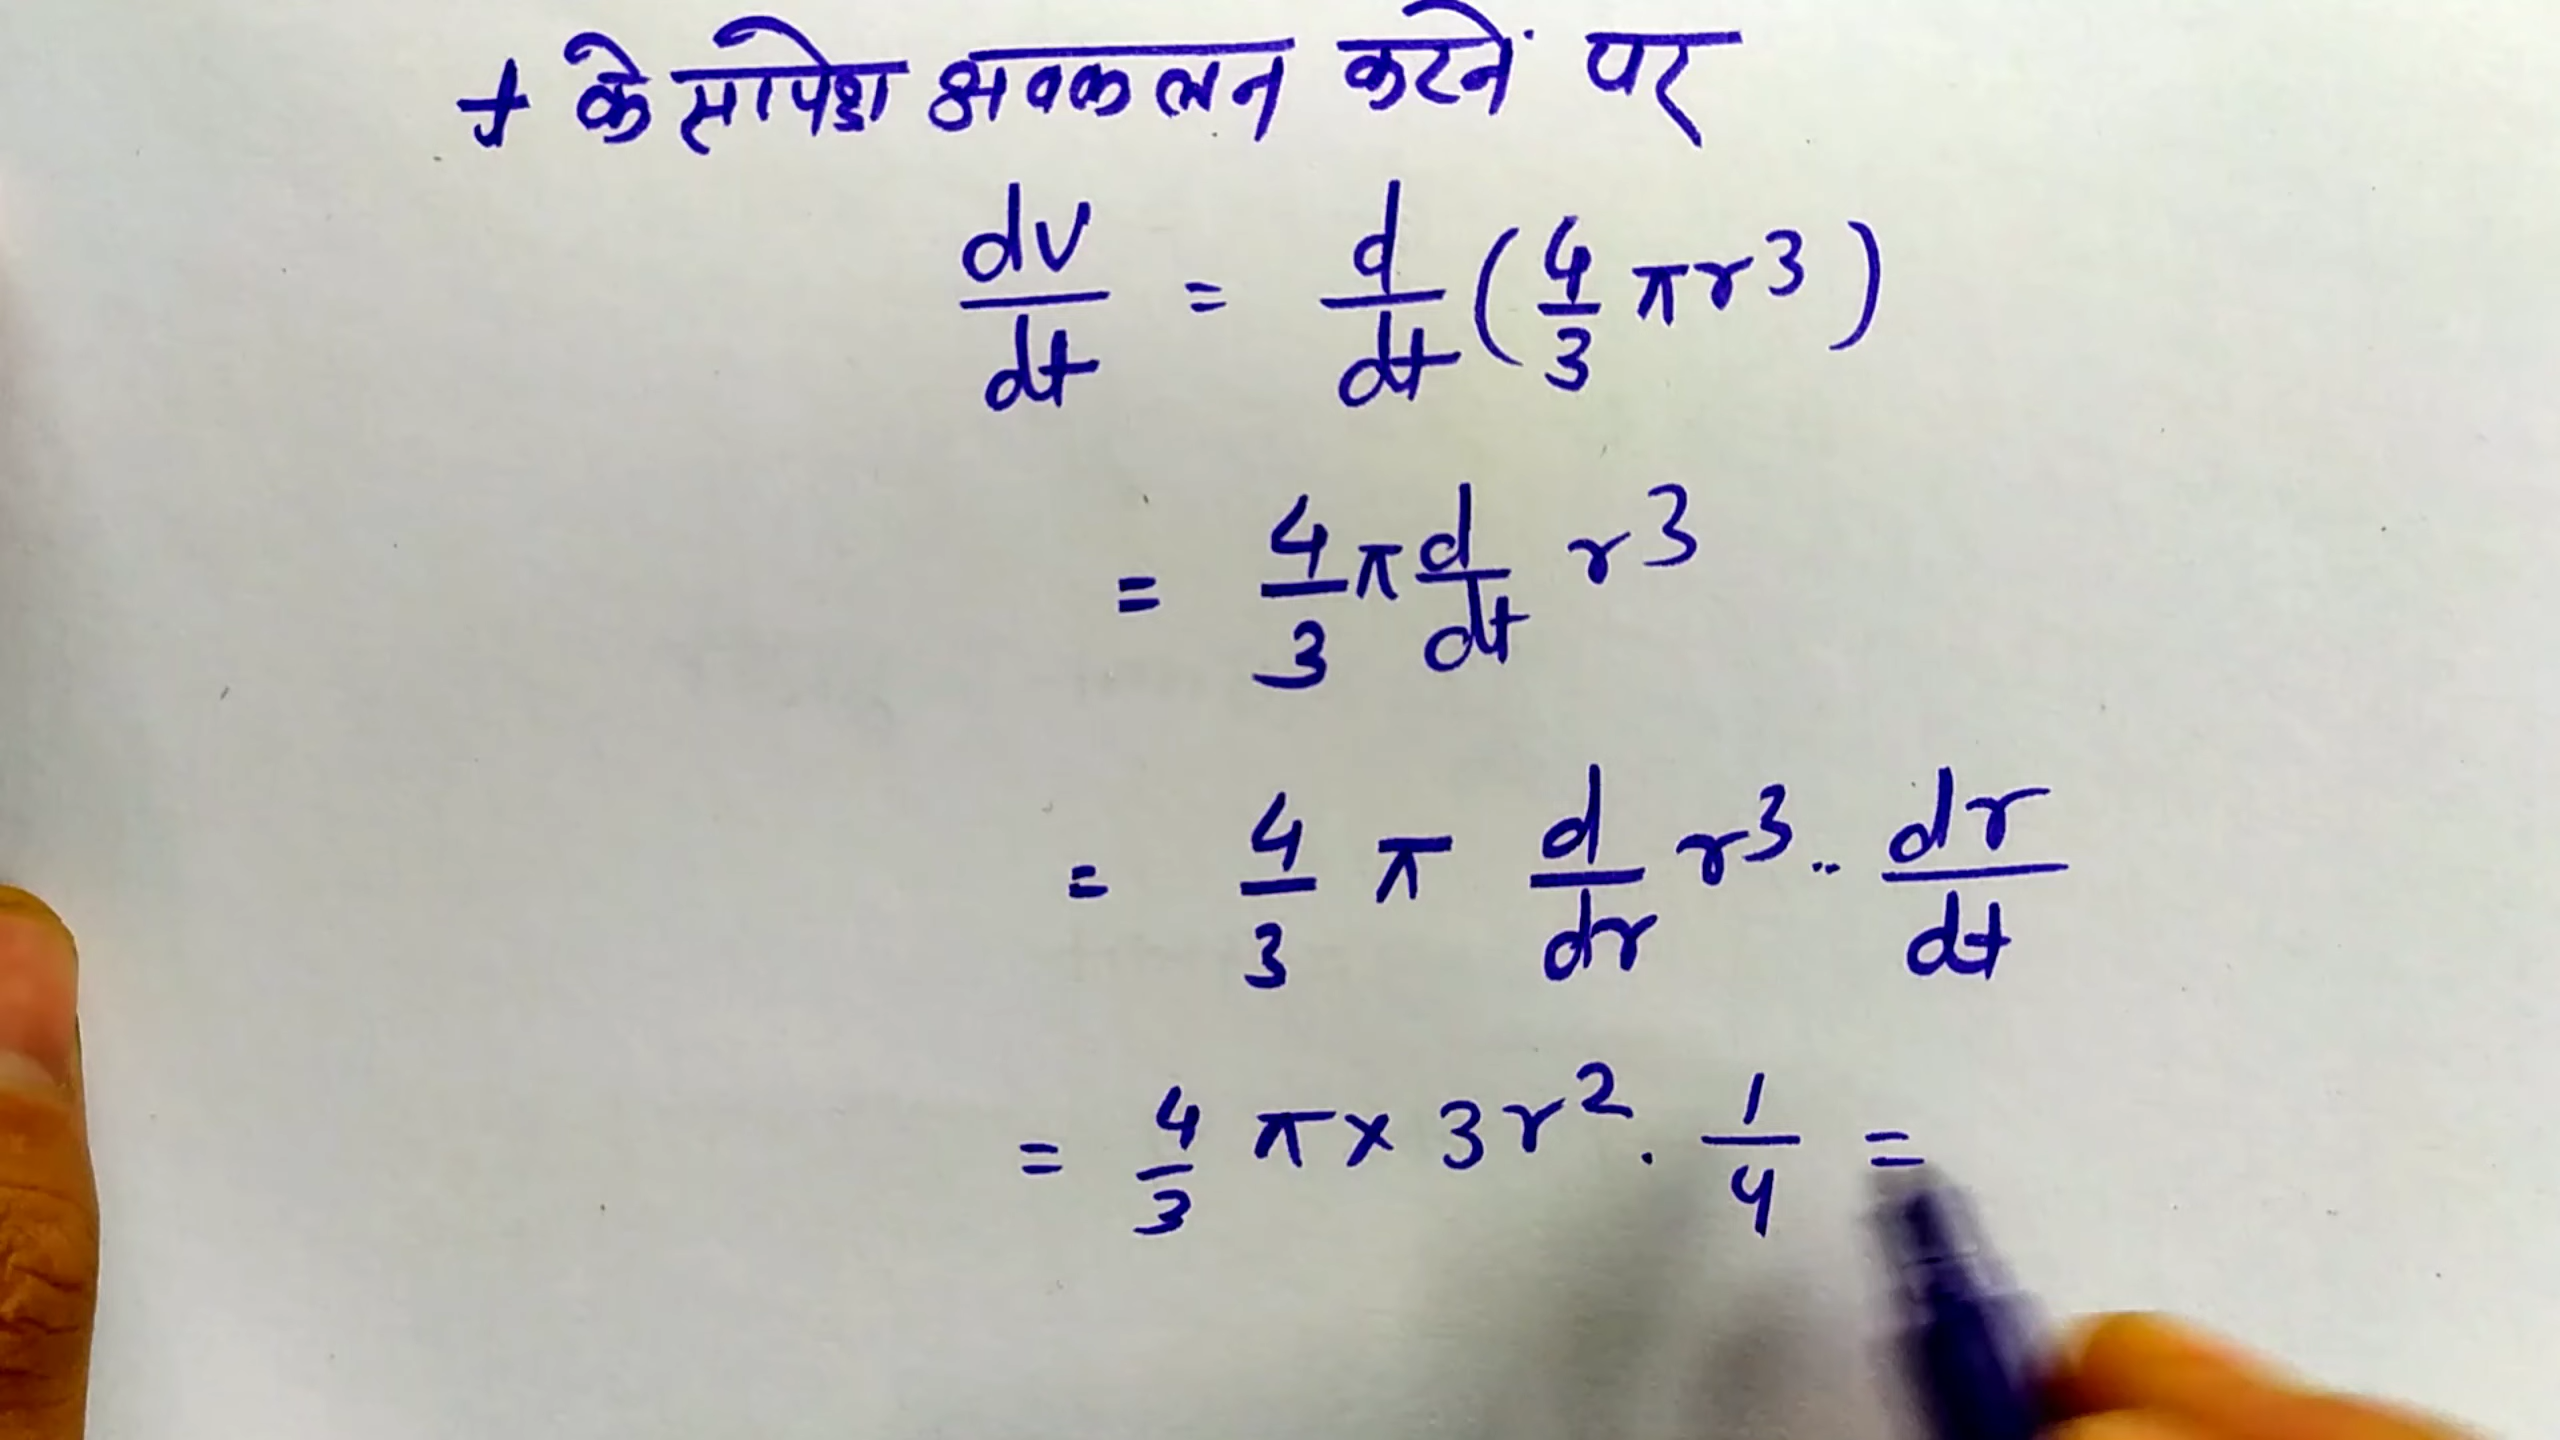 t के सापेक्ष अवकलन करनें पर
dv/dt = d/dt (4/3 πr³)
= 4/3 π d/dt r³
= 4/3 π d/dr r³ .. dr/dt
= 4/3 π × 3r² . 1/4 =